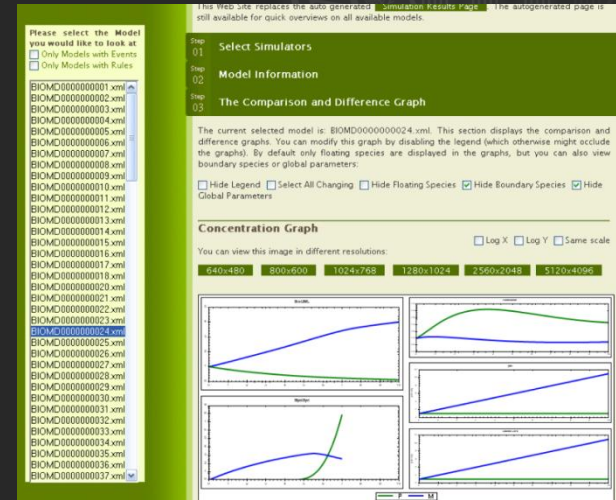 This Web Site replaces the auto generated Simulation Results Page The autogenerated page is
still available for quick overviews on all available models.
Please select the Model
you would like to look at
Only Models with Events
Only Models with Rules
BIOMD0000000001.xml
BIOMD0000000002.xml
BIOMD0000000003.xml
BIOMD0000000004.xml
BIOMD0000000005.xml
BIOMD0000000006.xml
BIOMD0000000007.xml
BIOMD0000000008.xml
BIOMD0000000009.xml
BIOMD0000000010.xml
BIOMD0000000011.xml
BIOMD0000000012.xml
BIOMD0000000013.xml
BIOMD0000000014.xml
BIOMD0000000015.xml
BIOMD0000000016.xml
BIOMD0000000017.xml
BIOMD0000000018.xml
BIOMD0000000020.xml
BIOMD0000000021.xml
BIOMD0000000022.xml
BIOMD0000000023.xml
BIOMD0000000024.xml
BIOMD0000000025.xml
BIOMD0000000026.xml
BIOMD0000000027.xml
BIOMD0000000028.xml
BIOMD0000000029.xml
BIOMD0000000030.xml
BIOMD0000000031.xml
BIOMD0000000032.xml
BIOMD0000000033.xml
BIOMD0000000034.xml
BIOMD0000000035.xml
BIOMD0000000036.xml
BIOMD0000000037.xml
Step 01 Select Simulators
Step 02 Model Information
Step 03 The Comparison and Difference Graph
The current selected model is: BIOMD0000000024.xml. This section displays the comparison and
difference graphs. You can modify this graph by disabling the legend (which otherwise might occlude
the graphs). By default only floating species are displayed in the graphs, but you can also view
boundary species or global parameters:
Hide Legend Select All Changing Hide Floating Species Hide Boundary Species Hide
Global Parameters
Concentration Graph
Log X Log Y Same scale
You can view this image in different resolutions:
640x480 800x600 1024x768 1280x1024 2560x2048 5120x4096
P M